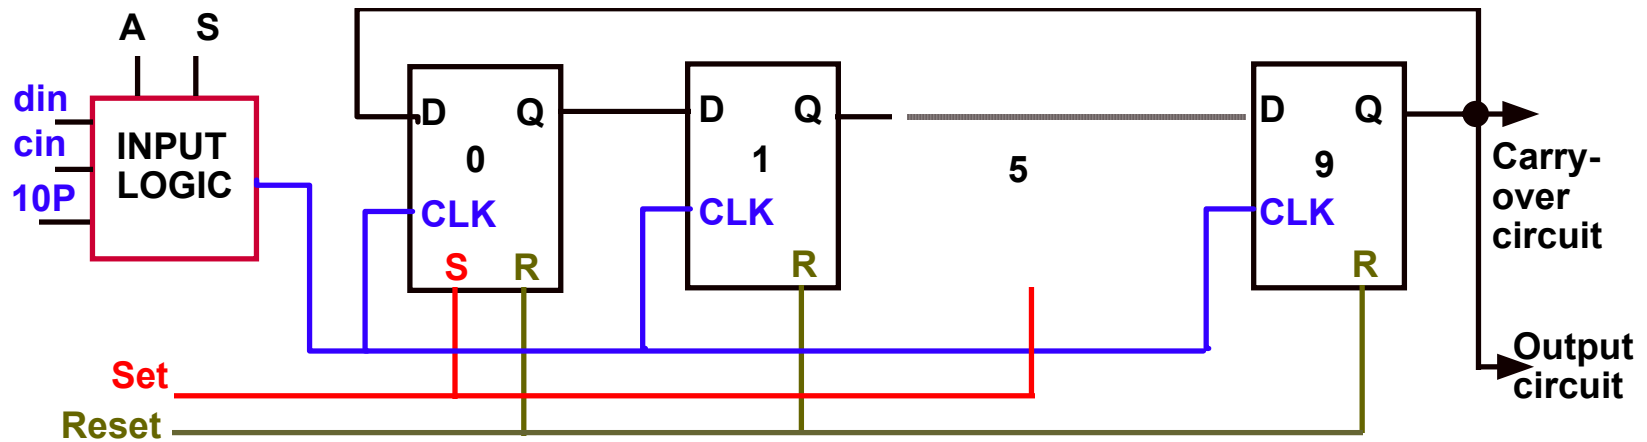 A S
din
cin
10P
INPUT
LOGIC
D Q
0
CLK
S R
D Q
1
CLK
R
5
D Q
9
CLK
R
Carry-
over
circuit
Output
circuit
Set
Reset